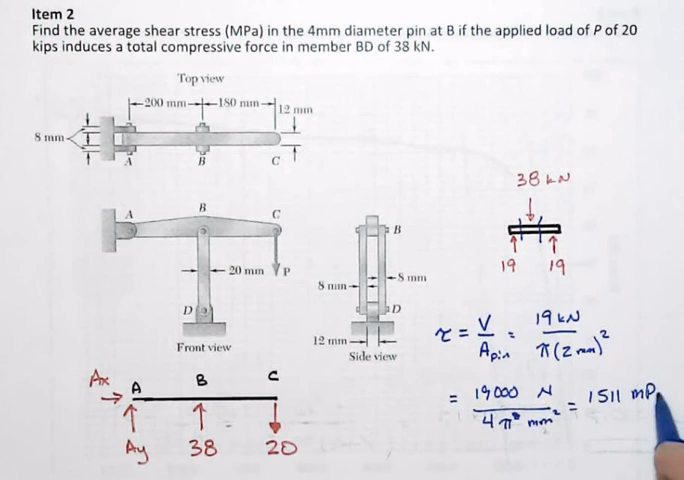 Item 2
Find the average shear stress (MPa) in the 4mm diameter pin at B if the applied load of P of 20
kips induces a total compressive force in member BD of 38 kN.
Top view
200 mm 180 mm
12 mm
8 mm
A B C
A B C
20 mm P
D
Front view
B
8 mm
8 mm
D
12 mm
Side view
38 kN
19 19
τ = V / Apin = 19 kN / π(2 mm)²
= 19000 N / 4π mm² = 1511 MP
Ax A B C
Ay 38 20